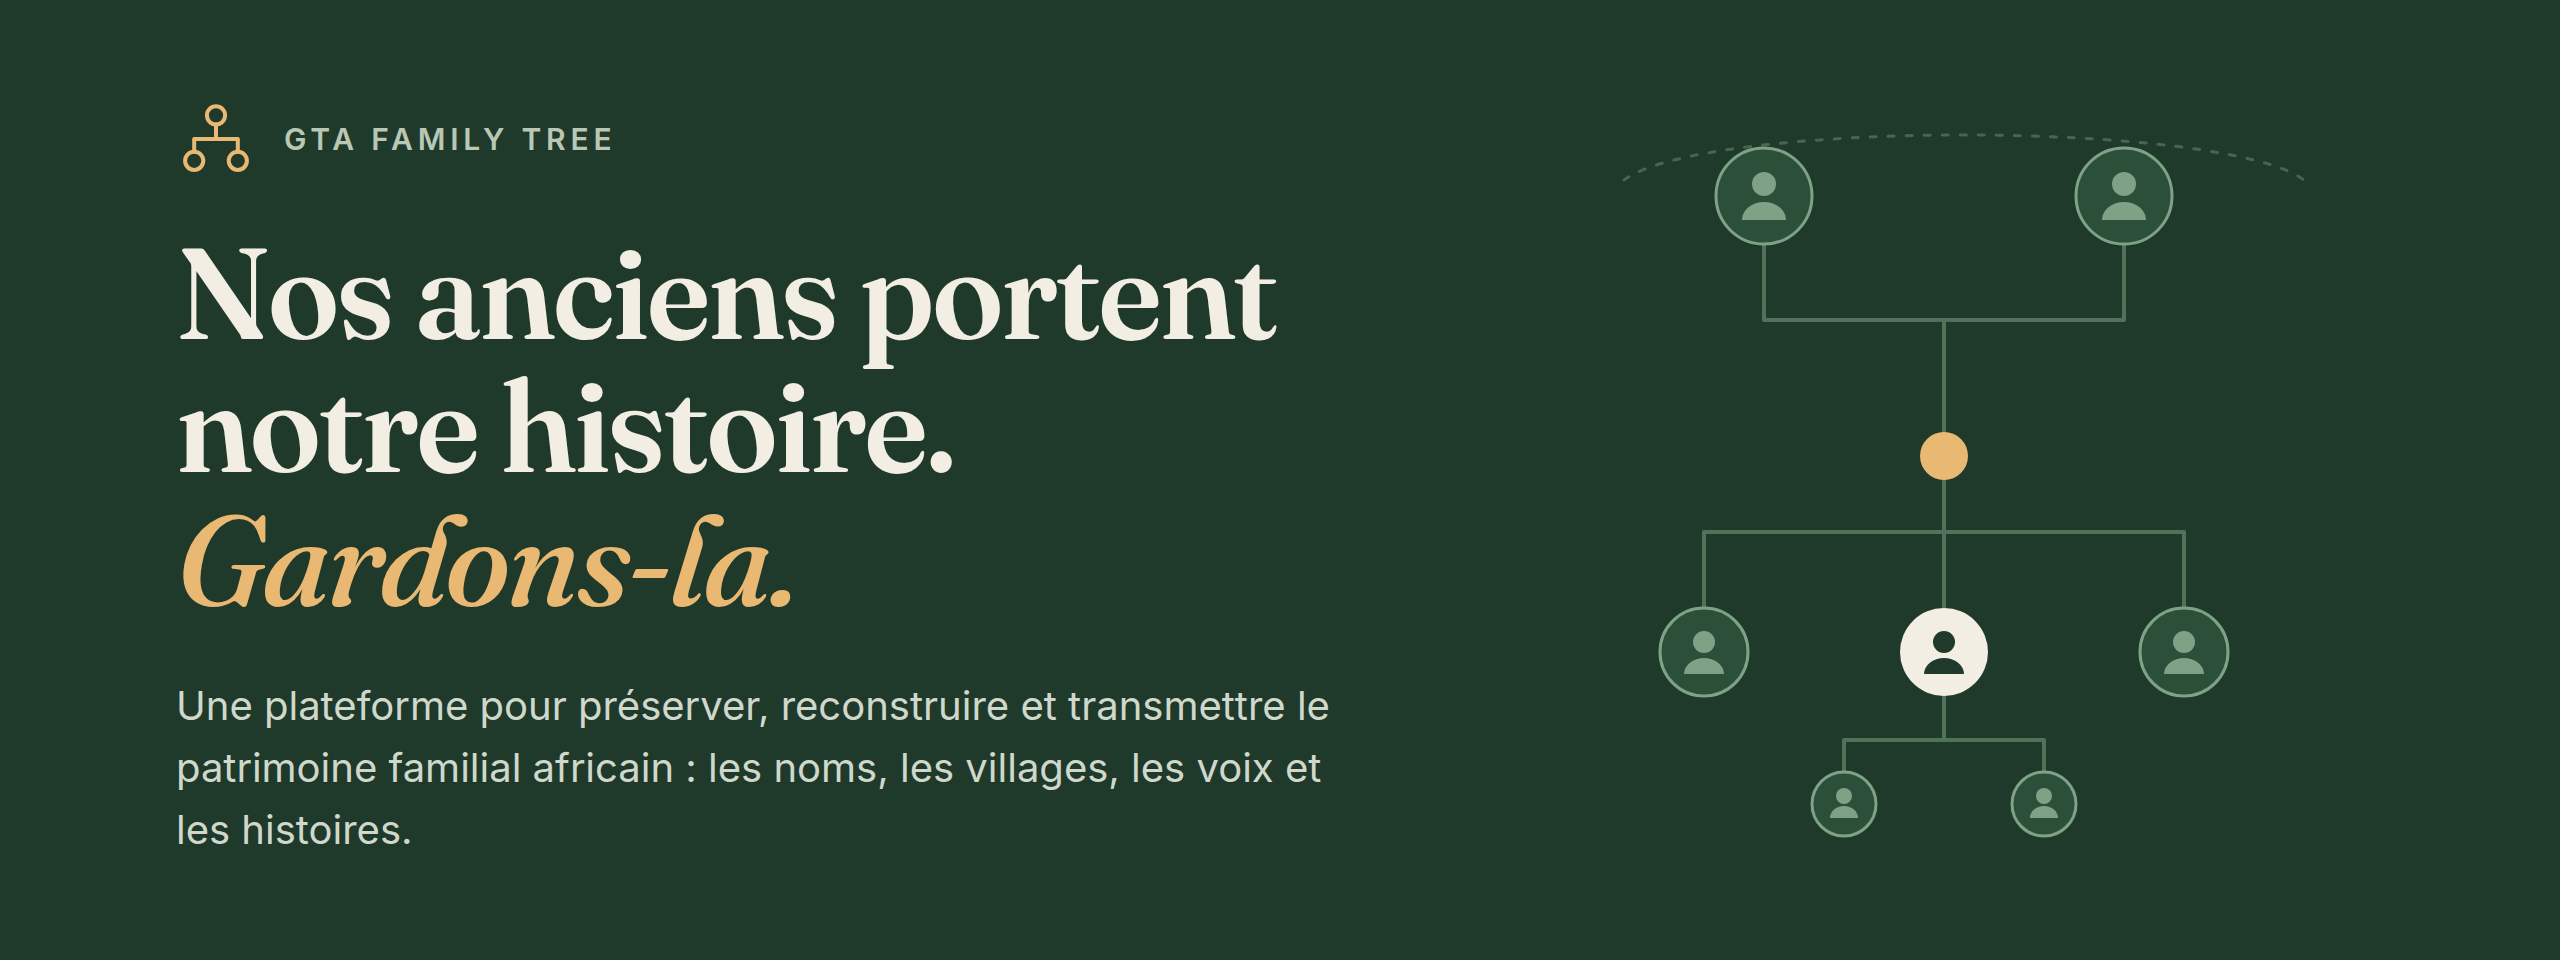 GTA FAMILY TREE
Nos anciens portent
notre histoire.
Gardons-la.
Une plateforme pour préserver, reconstruire et transmettre le
patrimoine familial africain : les noms, les villages, les voix et
les histoires.